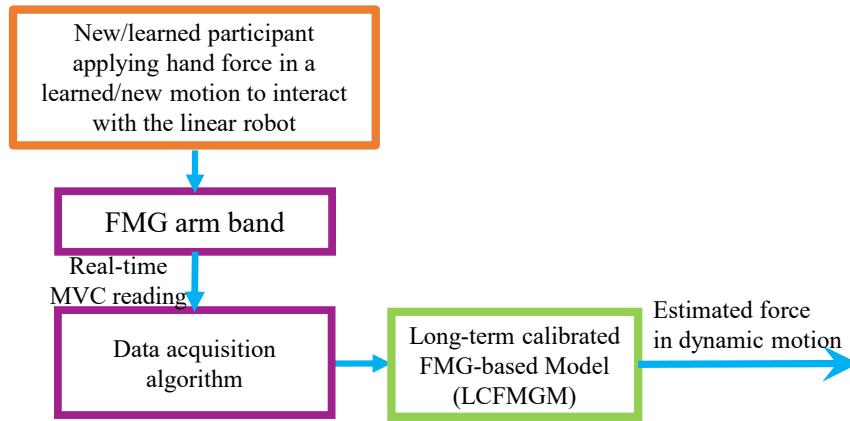 New/learned participant
applying hand force in a
learned/new motion to interact
with the linear robot
FMG arm band
Real-time
MVC reading
Data acquisition
algorithm
Long-term calibrated
FMG-based Model
(LCFMGM)
Estimated force
in dynamic motion